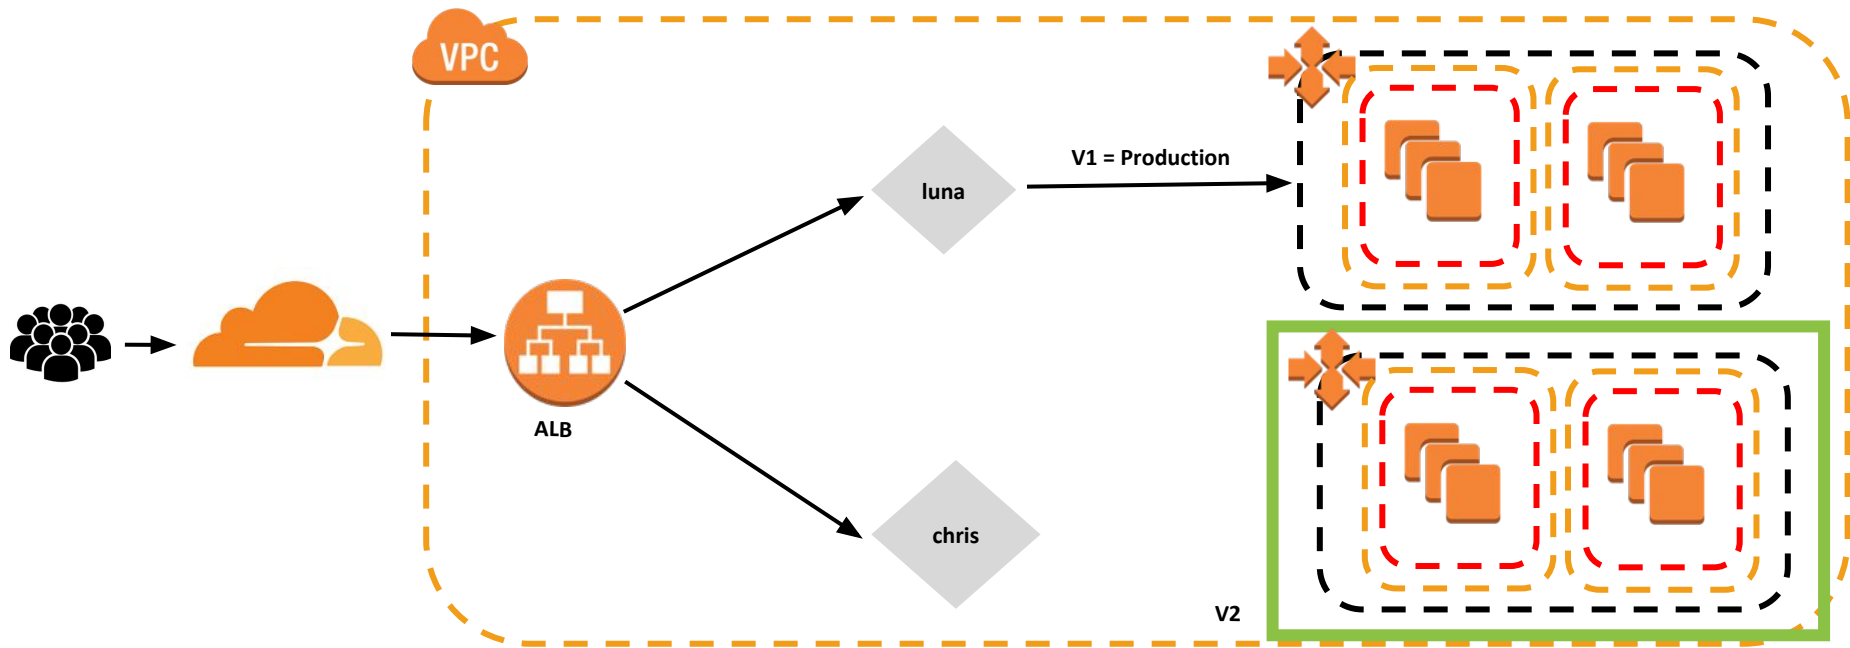 VPC
V1 = Production
luna
ALB
chris
V2